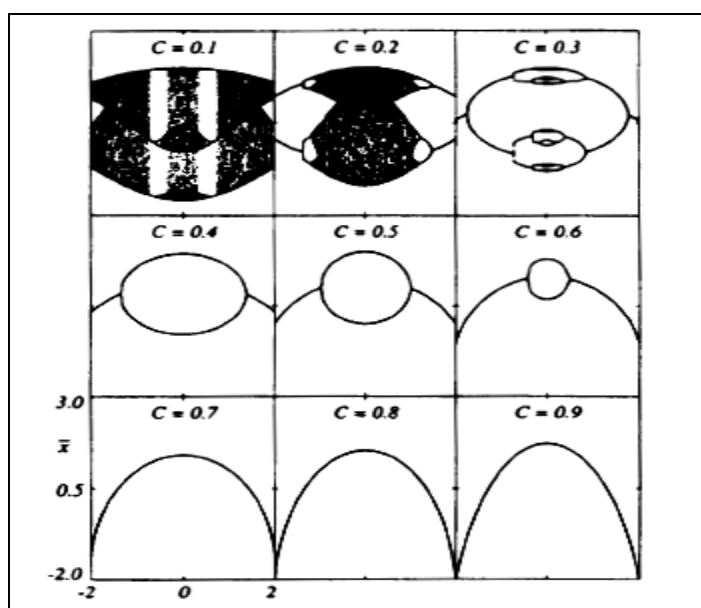 C = 0.1 C = 0.2 C = 0.3
C = 0.4 C = 0.5 C = 0.6
3.0 C = 0.7 C = 0.8 C = 0.9
x̄
0.5
-2.0
-2 0 2